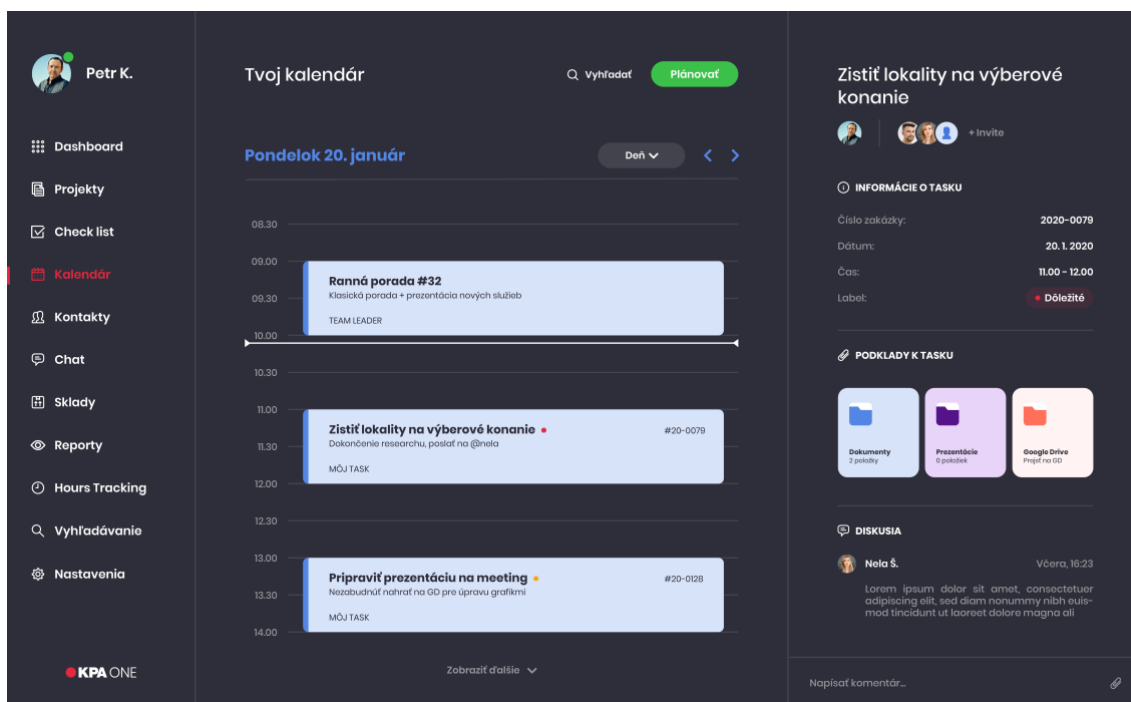 Petr K.
Dashboard
Projekty
Check list
Kalendár
Kontakty
Chat
Sklady
Reporty
Hours Tracking
Vyhľadávanie
Nastavenia
KPA ONE
Tvoj kalendár
Vyhľadať
Plánovať
Pondelok 20. január
Deň
08.30
09.00
Ranná porada #32
Klasická porada + prezentácia nových služieb
09.30
TEAM LEADER
10.00
10.30
11.00
Zistiť lokality na výberové konanie
#20-0079
Dokončenie researchu, poslať na @nela
11.30
MÔJ TASK
12.00
12.30
13.00
Pripraviť prezentáciu na meeting
#20-0128
Nezabudnúť nahrať na GD pre úpravu grafikmi
13.30
MÔJ TASK
14.00
Zobraziť ďalšie
Zistiť lokality na výberové
konanie
+ Invite
INFORMÁCIE O TASKU
Číslo zakázky: 2020-0079
Dátum: 20. 1. 2020
Čas: 11.00 - 12.00
Label: Dôležité
PODKLADY K TASKU
Dokumenty
2 položky
Prezentácie
0 položiek
Google Drive
Prejsť na GD
DISKUSIA
Nela Š.
Včera, 16:23
Lorem ipsum dolor sit amet, consectetuer
adipiscing elit, sed diam nonummy nibh euis-
mod tincidunt ut laoreet dolore magna ali
Napísať komentár...